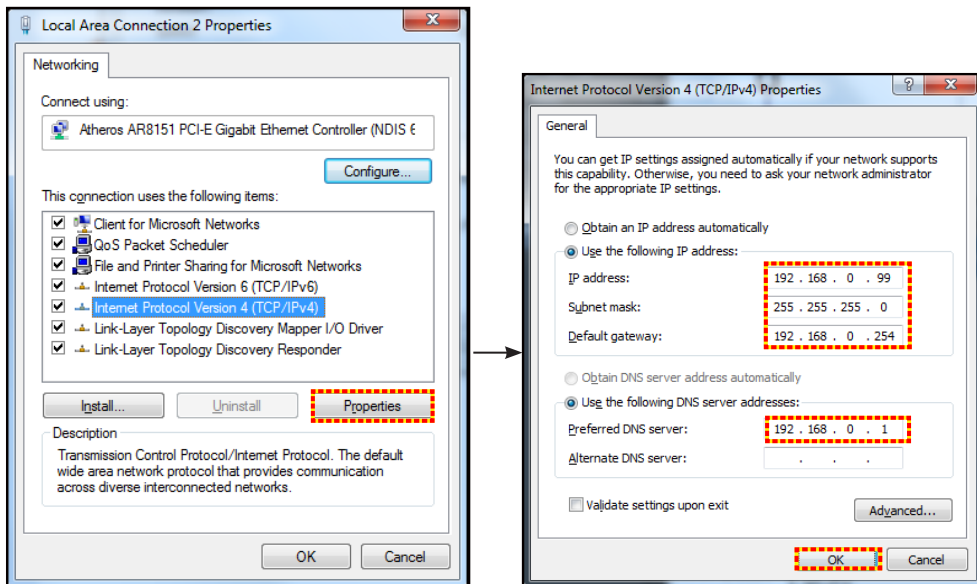 Local Area Connection 2 Properties
Networking
Connect using:
Atheros AR8151 PCI-E Gigabit Ethernet Controller (NDIS 6
Configure...
This connection uses the following items:
Client for Microsoft Networks
QoS Packet Scheduler
File and Printer Sharing for Microsoft Networks
Internet Protocol Version 6 (TCP/IPv6)
Internet Protocol Version 4 (TCP/IPv4)
Link-Layer Topology Discovery Mapper I/O Driver
Link-Layer Topology Discovery Responder
Install...
Uninstall
Properties
Description
Transmission Control Protocol/Internet Protocol. The default
wide area network protocol that provides communication
across diverse interconnected networks.
OK
Cancel
Internet Protocol Version 4 (TCP/IPv4) Properties
General
You can get IP settings assigned automatically if your network supports
this capability. Otherwise, you need to ask your network administrator
for the appropriate IP settings.
Obtain an IP address automatically
Use the following IP address:
IP address: 192 . 168 . 0 . 99
Subnet mask: 255 . 255 . 255 . 0
Default gateway: 192 . 168 . 0 . 254
Obtain DNS server address automatically
Use the following DNS server addresses:
Preferred DNS server: 192 . 168 . 0 . 1
Alternate DNS server: . . .
Validate settings upon exit
Advanced...
OK
Cancel